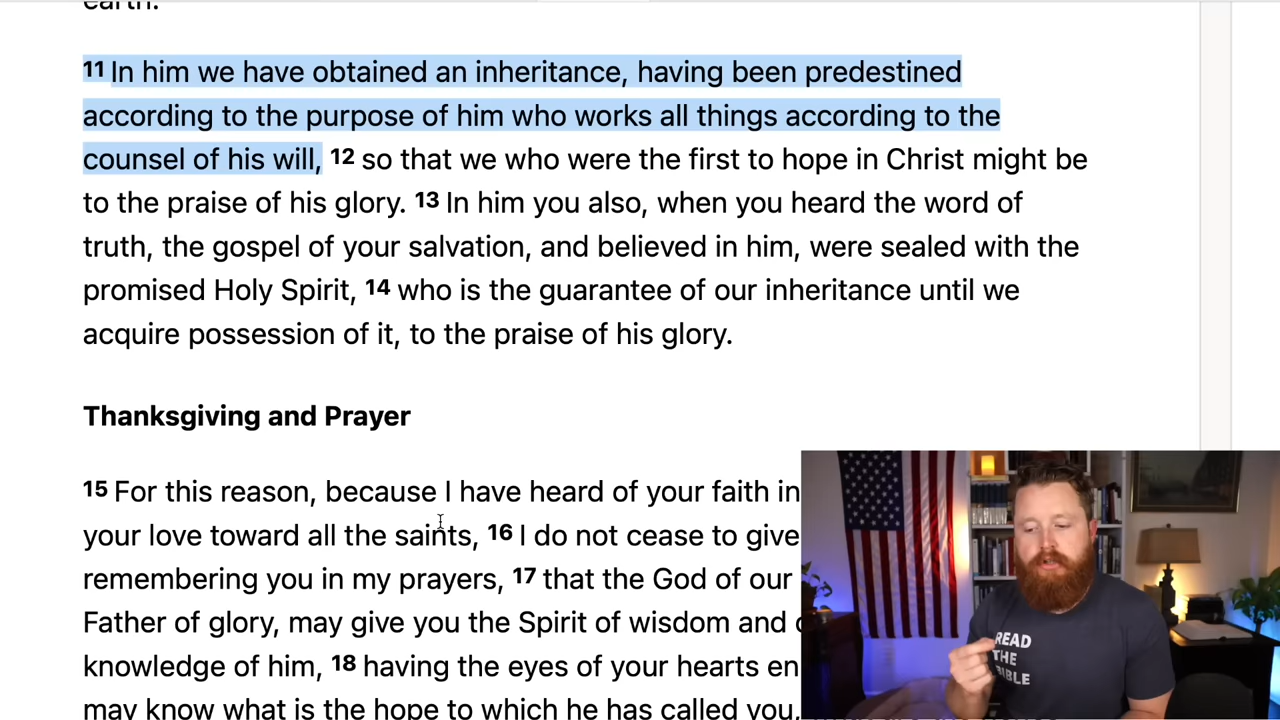 earth.
11 In him we have obtained an inheritance, having been predestined
according to the purpose of him who works all things according to the
counsel of his will, 12 so that we who were the first to hope in Christ might be
to the praise of his glory. 13 In him you also, when you heard the word of
truth, the gospel of your salvation, and believed in him, were sealed with the
promised Holy Spirit, 14 who is the guarantee of our inheritance until we
acquire possession of it, to the praise of his glory.
Thanksgiving and Prayer
15 For this reason, because I have heard of your faith in
your love toward all the saints, 16 I do not cease to give
remembering you in my prayers, 17 that the God of our
Father of glory, may give you the Spirit of wisdom and
knowledge of him, 18 having the eyes of your hearts en
may know what is the hope to which he has called you,
READ
THE
BIBLE